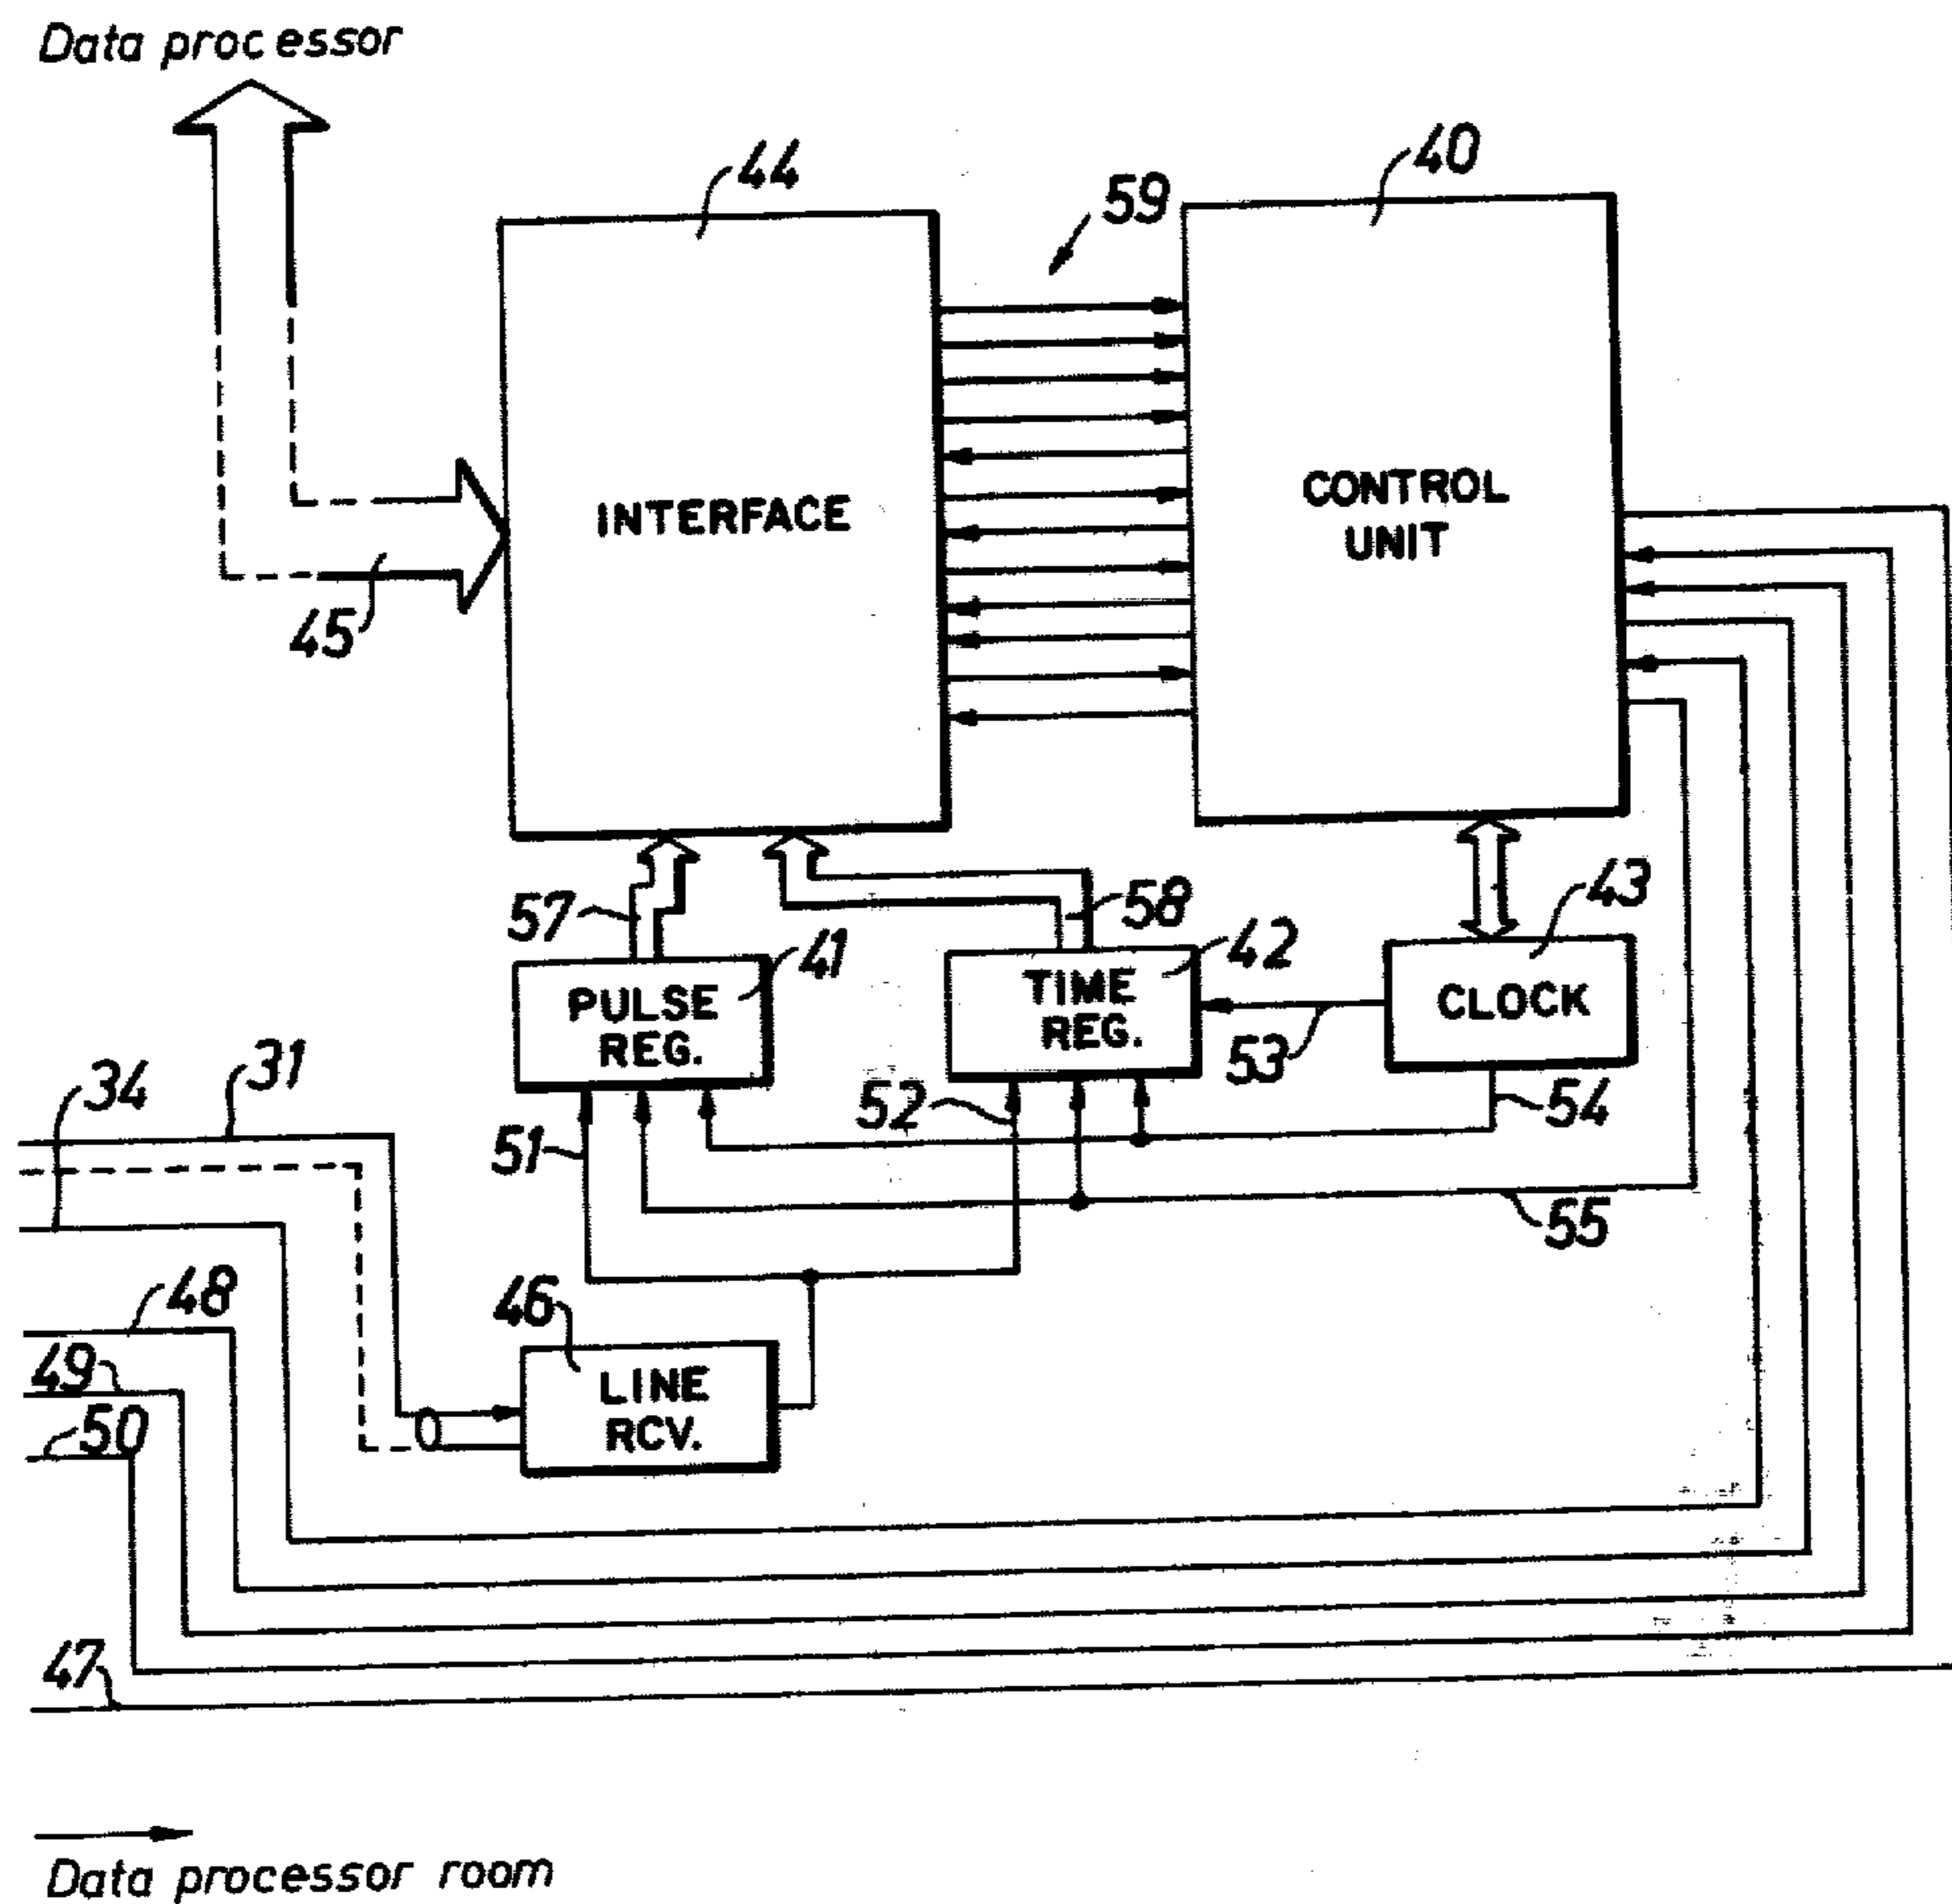 Data processor
44
40
59
INTERFACE
CONTROL
UNIT
45
57
58
43
41
42
PULSE
REG.
TIME
REG.
CLOCK
53
31
34
52
54
51
55
48
46
49
LINE
RCV.
50
47
Data processor room